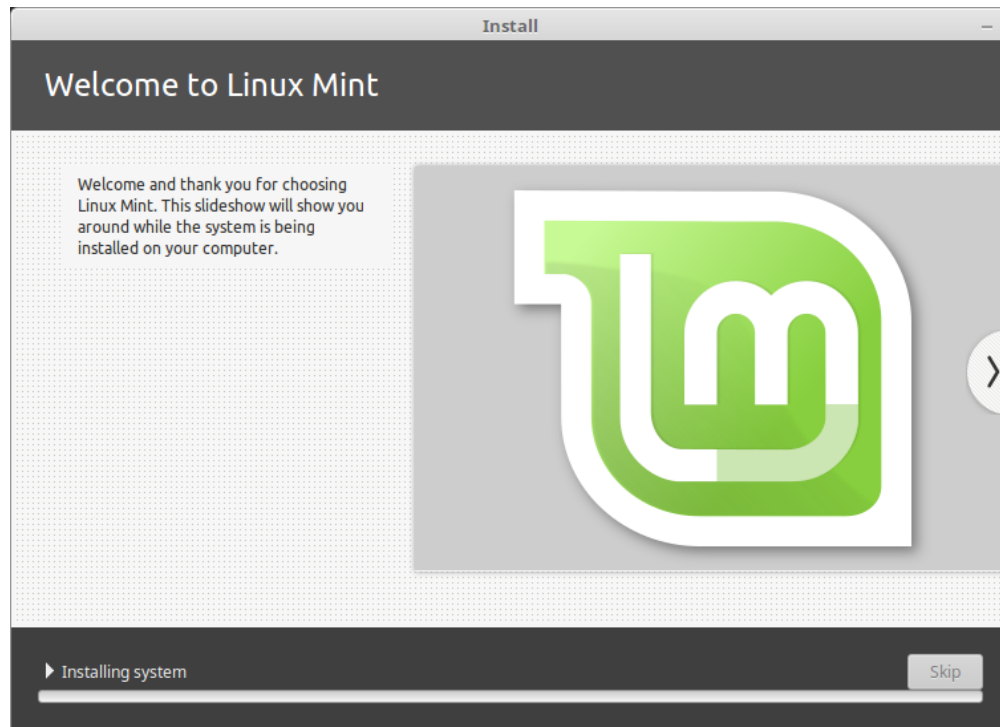 Install
Welcome to Linux Mint
Welcome and thank you for choosing
Linux Mint. This slideshow will show you
around while the system is being
installed on your computer.
lm
Installing system
Skip